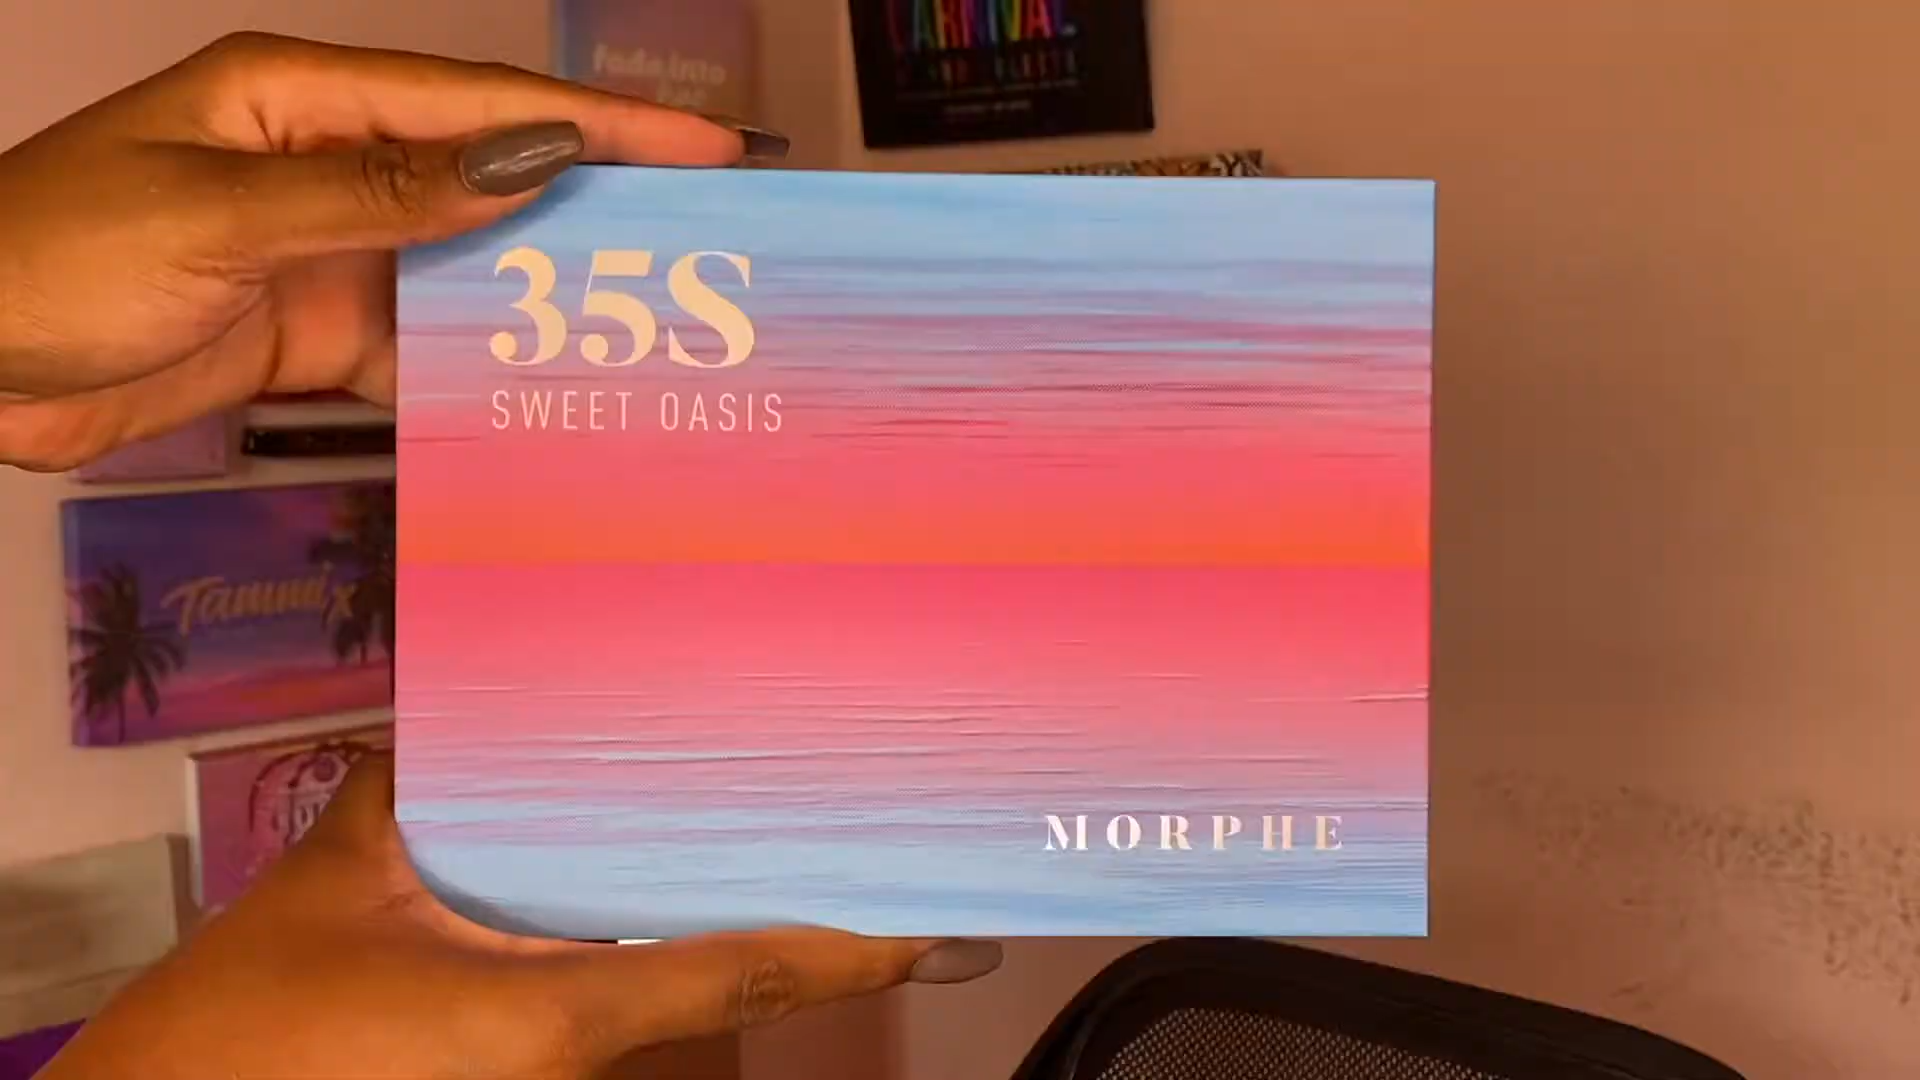 fade into
CARNIVAL
35S
SWEET OASIS
Tammi x
MORPHE